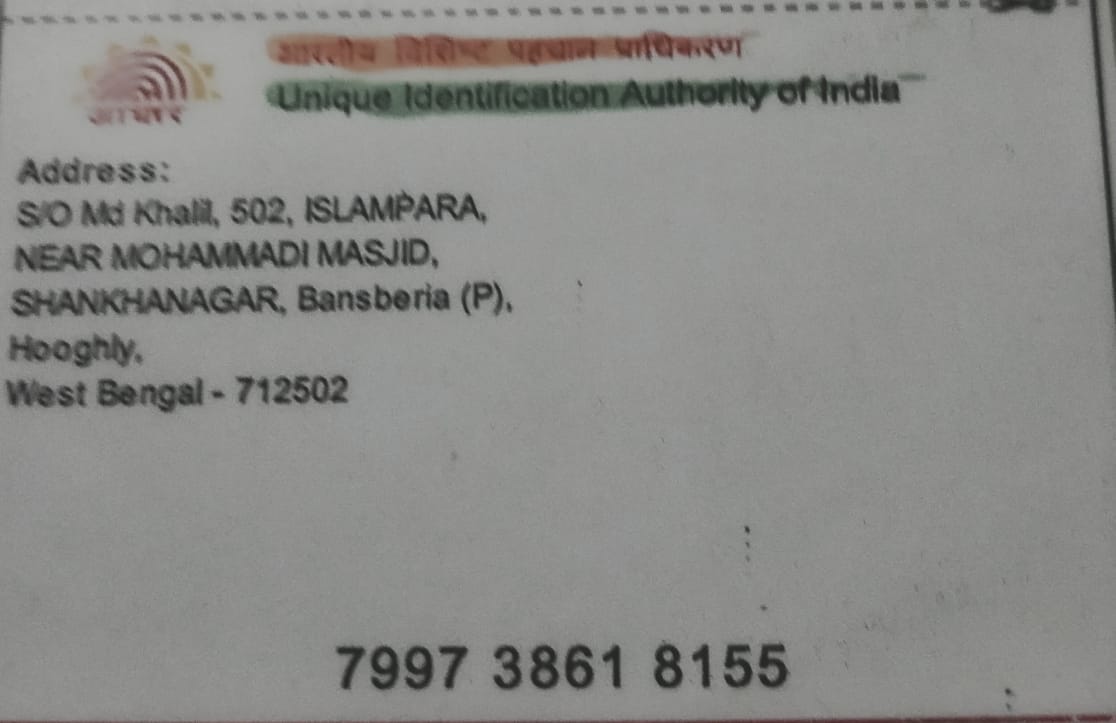 भारतीय विशिष्ट पहचान प्राधिकरण
Unique Identification Authority of India
आधार
Address:
S/O Md Khalil, 502, ISLAMPARA,
NEAR MOHAMMADI MASJID,
SHANKHANAGAR, Bansberia (P),
Hooghly,
West Bengal - 712502
7997 3861 8155